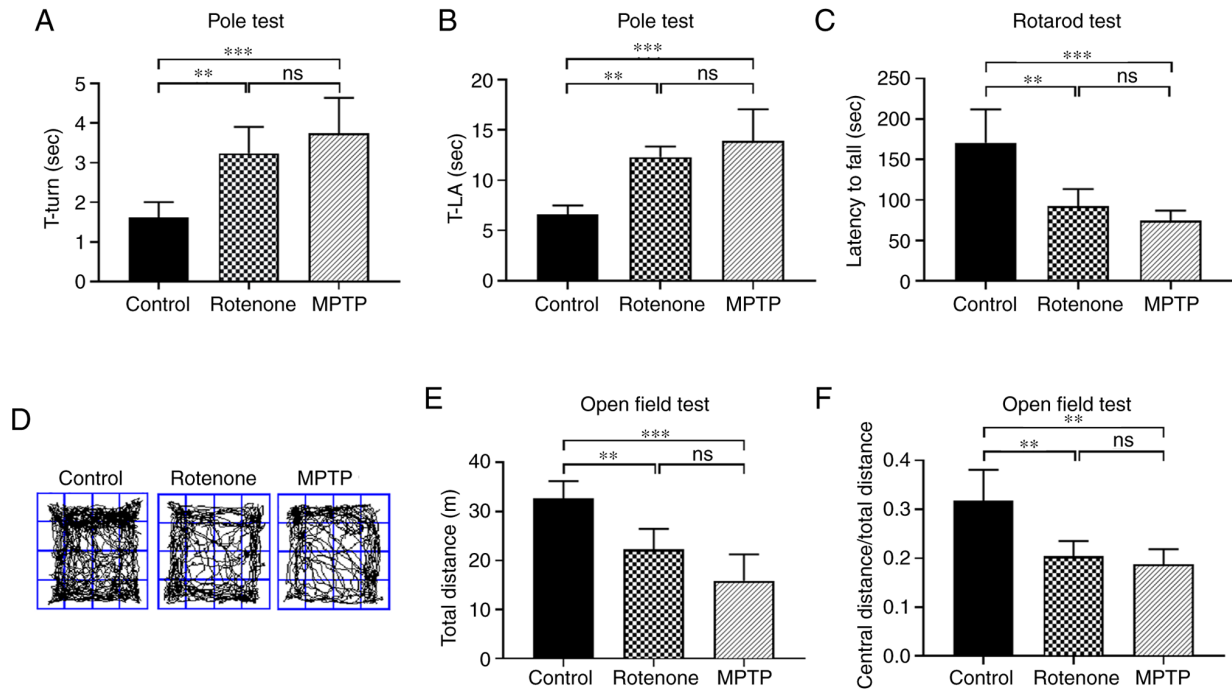 A
Pole test
***
**
ns
T-turn (sec)
5
4
3
2
1
0
Control Rotenone MPTP
B
Pole test
***
**
ns
T-LA (sec)
20
15
10
5
0
Control Rotenone MPTP
C
Rotarod test
***
**
ns
Latency to fall (sec)
250
200
150
100
50
0
Control Rotenone MPTP
D
Control Rotenone MPTP
E
Open field test
***
**
ns
Total distance (m)
40
30
20
10
0
Control Rotenone MPTP
F
Open field test
**
**
ns
Central distance/total distance
0.4
0.3
0.2
0.1
0.0
Control Rotenone MPTP